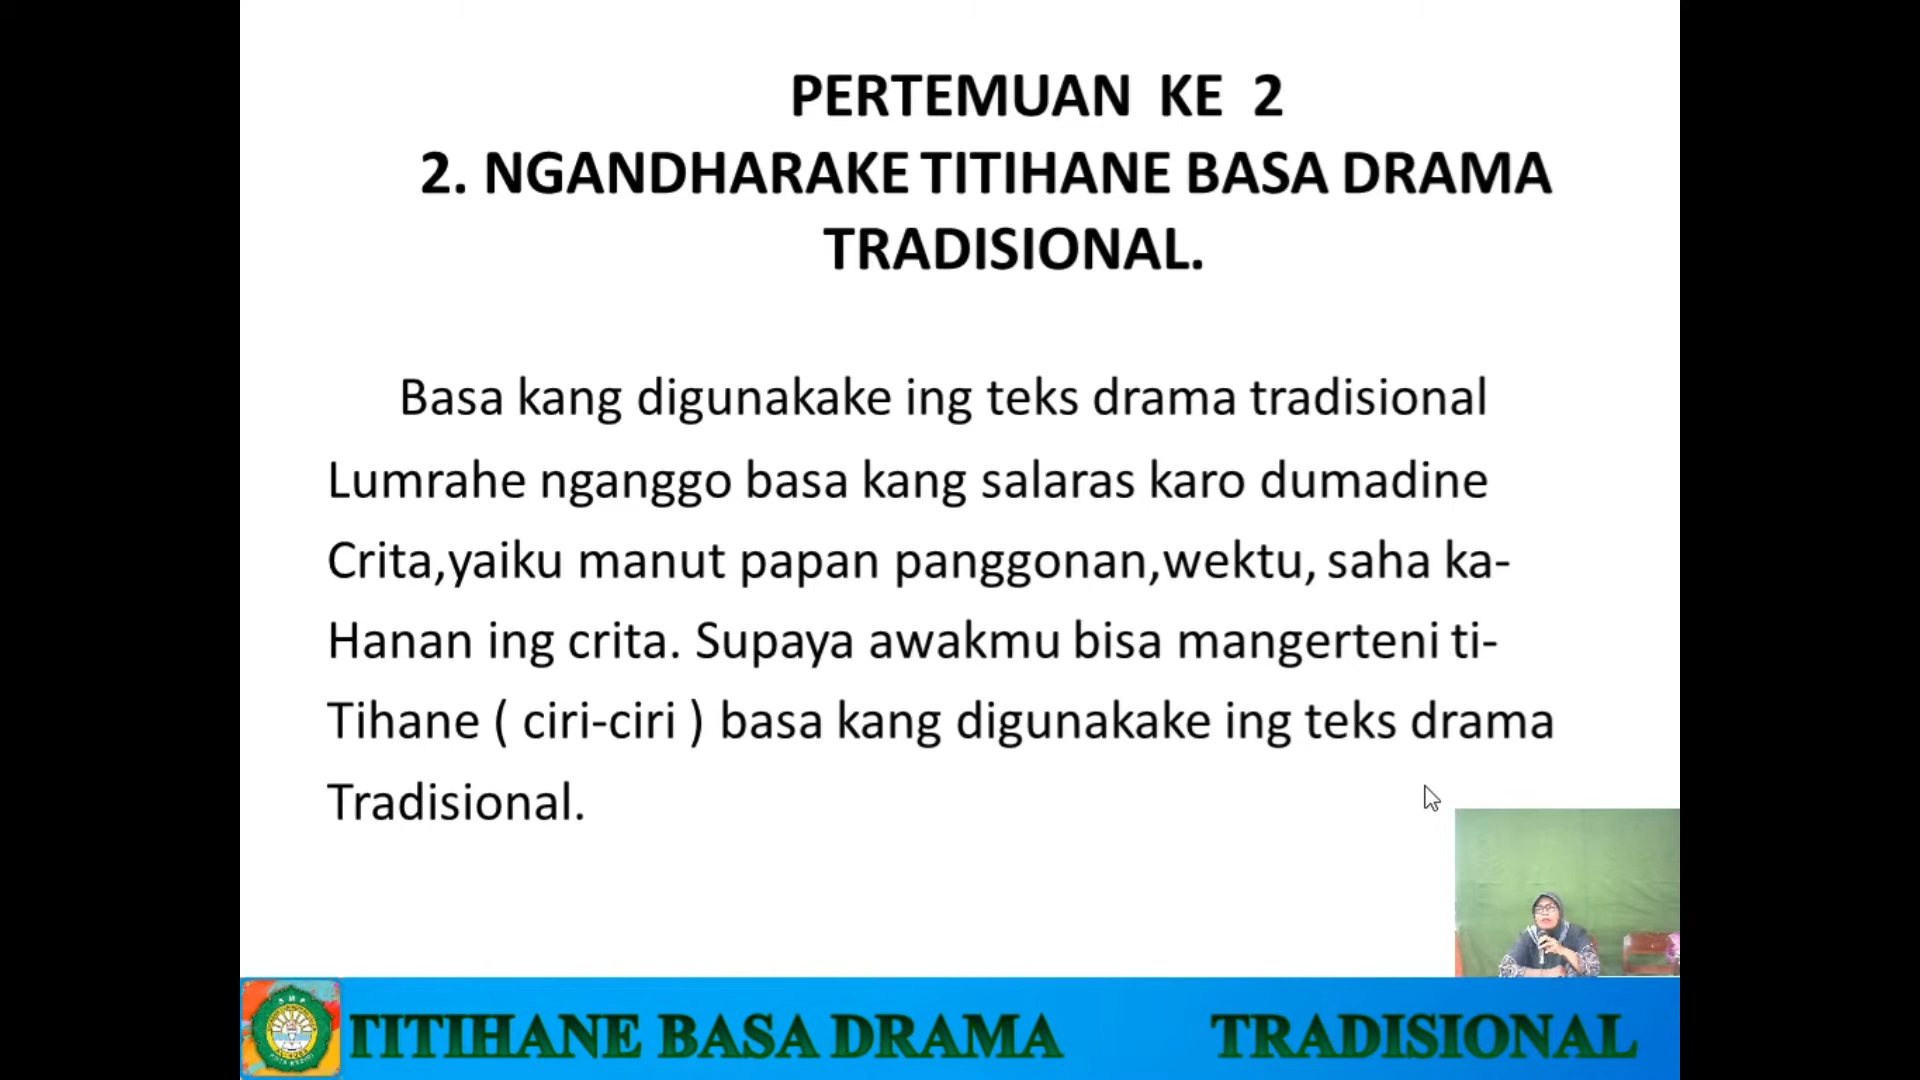 PERTEMUAN KE 2
2. NGANDHARAKE TITIHANE BASA DRAMA
TRADISIONAL.
Basa kang digunakake ing teks drama tradisional
Lumrahe nganggo basa kang salaras karo dumadine
Crita,yaiku manut papan panggonan,wektu, saha ka-
Hanan ing crita. Supaya awakmu bisa mangerteni ti-
Tihane ( ciri-ciri ) basa kang digunakake ing teks drama
Tradisional.
SMP
TITIHANE BASA DRAMA TRADISIONAL